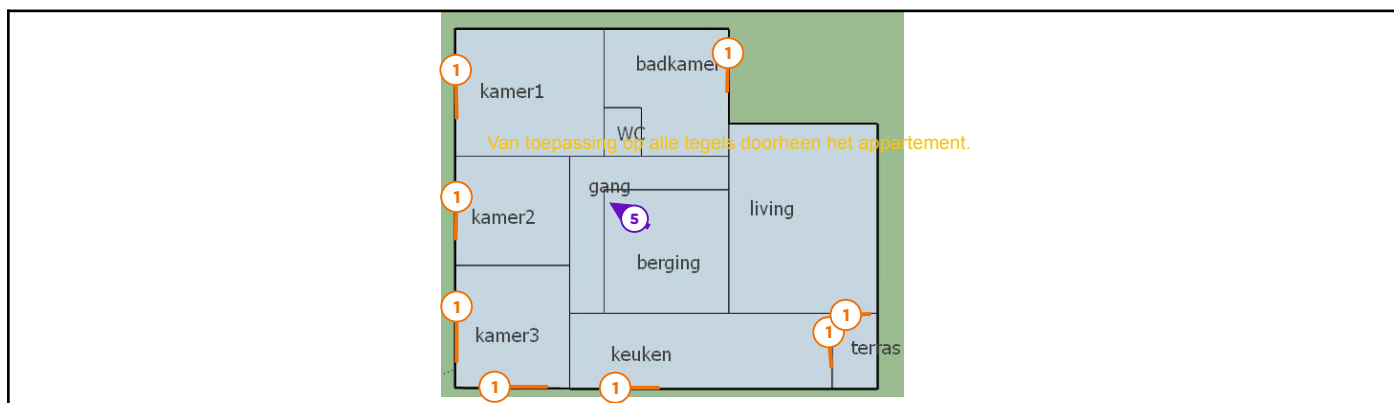 1
1
badkamer
kamer1
WC
Van toepassing op alle tegels doorheen het appartement.
gang
1
kamer2
5
living
berging
1
kamer3
1
1
keuken
terras
1
1